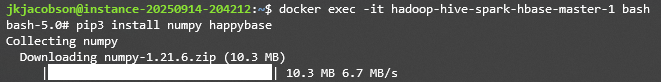 jkjacobson@instance-20250914-204212:~$ docker exec -it hadoop-hive-spark-hbase-master-1 bash
bash-5.0# pip3 install numpy happybase
Collecting numpy
  Downloading numpy-1.21.6.zip (10.3 MB)
     |████████████████████████████████| 10.3 MB 6.7 MB/s